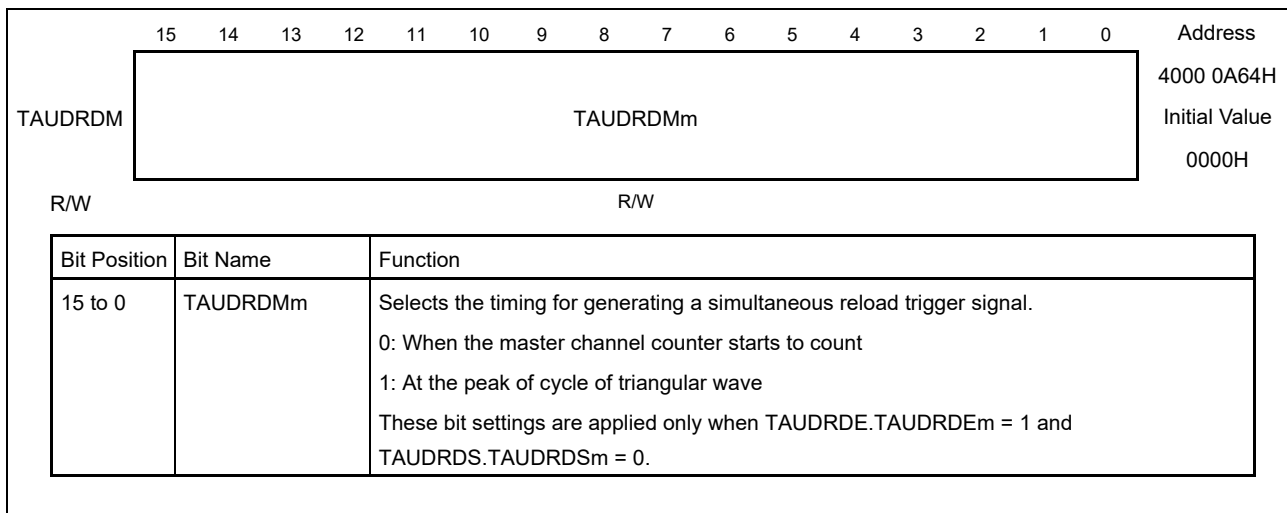 15 14 13 12 11 10 9 8 7 6 5 4 3 2 1 0 Address
4000 0A64H
TAUDRDM TAUDRDMm Initial Value
0000H
R/W R/W
Bit Position Bit Name Function
15 to 0 TAUDRDMm Selects the timing for generating a simultaneous reload trigger signal.
0: When the master channel counter starts to count
1: At the peak of cycle of triangular wave
These bit settings are applied only when TAUDRDE.TAUDRDEm = 1 and
TAUDRDS.TAUDRDSm = 0.